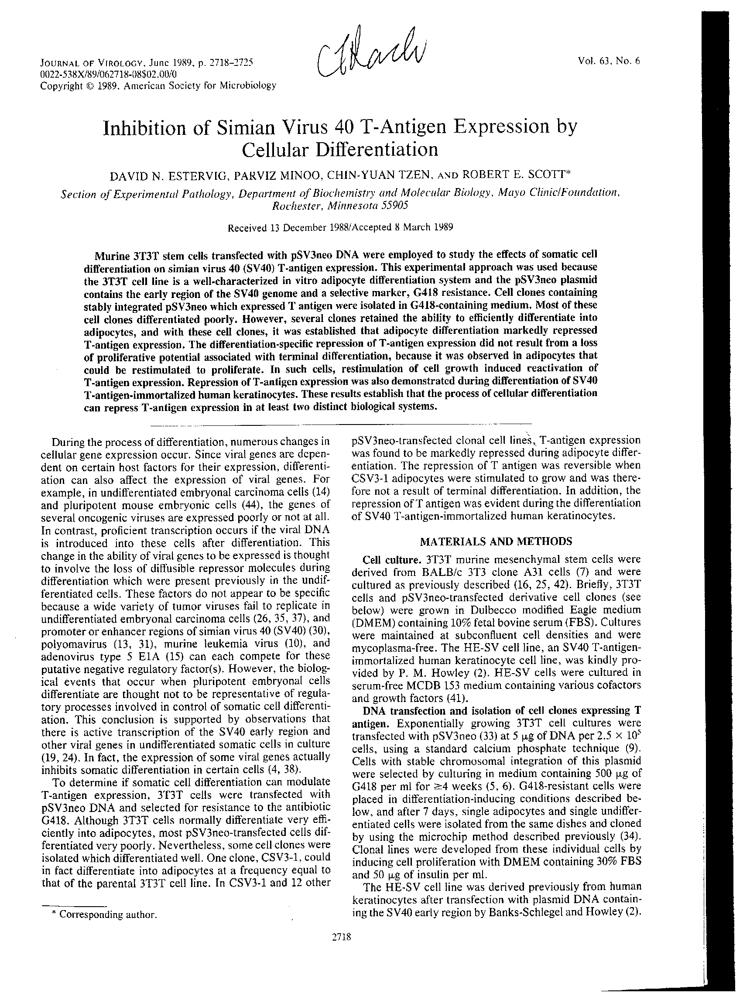 JOURNAL OF VIROLOGY, June 1989, p. 2718-2725
0022-538X/89/062718-08$02.00/0
Copyright © 1989, American Society for Microbiology
Vol. 63, No. 6
Inhibition of Simian Virus 40 T-Antigen Expression by
Cellular Differentiation
DAVID N. ESTERVIG, PARVIZ MINOO, CHIN-YUAN TZEN, AND ROBERT E. SCOTT*
Section of Experimental Pathology, Department of Biochemistry and Molecular Biology, Mayo Clinic/Foundation,
Rochester, Minnesota 55905
Received 13 December 1988/Accepted 8 March 1989
Murine 3T3T stem cells transfected with pSV3neo DNA were employed to study the effects of somatic cell
differentiation on simian virus 40 (SV40) T-antigen expression. This experimental approach was used because
the 3T3T cell line is a well-characterized in vitro adipocyte differentiation system and the pSV3neo plasmid
contains the early region of the SV40 genome and a selective marker, G418 resistance. Cell clones containing
stably integrated pSV3neo which expressed T antigen were isolated in G418-containing medium. Most of these
cell clones differentiated poorly. However, several clones retained the ability to efficiently differentiate into
adipocytes, and with these cell clones, it was established that adipocyte differentiation markedly repressed
T-antigen expression. The differentiation-specific repression of T-antigen expression did not result from a loss
of proliferative potential associated with terminal differentiation, because it was observed in adipocytes that
could be restimulated to proliferate. In such cells, restimulation of cell growth induced reactivation of
T-antigen expression. Repression of T-antigen expression was also demonstrated during differentiation of SV40
T-antigen-immortalized human keratinocytes. These results establish that the process of cellular differentiation
can repress T-antigen expression in at least two distinct biological systems.
During the process of differentiation, numerous changes in
cellular gene expression occur. Since viral genes are depen-
dent on certain host factors for their expression, differenti-
ation can also affect the expression of viral genes. For
example, in undifferentiated embryonal carcinoma cells (14)
and pluripotent mouse embryonic cells (44), the genes of
several oncogenic viruses are expressed poorly or not at all.
In contrast, proficient transcription occurs if the viral DNA
is introduced into these cells after differentiation. This
change in the ability of viral genes to be expressed is thought
to involve the loss of diffusible repressor molecules during
differentiation which were present previously in the undif-
ferentiated cells. These factors do not appear to be specific
because a wide variety of tumor viruses fail to replicate in
undifferentiated embryonal carcinoma cells (26, 35, 37), and
promoter or enhancer regions of simian virus 40 (SV40) (30),
polyomavirus (13, 31), murine leukemia virus (10), and
adenovirus type 5 E1A (15) can each compete for these
putative negative regulatory factor(s). However, the biolog-
ical events that occur when pluripotent embryonal cells
differentiate are thought not to be representative of regula-
tory processes involved in control of somatic cell differenti-
ation. This conclusion is supported by observations that
there is active transcription of the SV40 early region and
other viral genes in undifferentiated somatic cells in culture
(19, 24). In fact, the expression of some viral genes actually
inhibits somatic differentiation in certain cells (4, 38).
To determine if somatic cell differentiation can modulate
T-antigen expression, 3T3T cells were transfected with
pSV3neo DNA and selected for resistance to the antibiotic
G418. Although 3T3T cells normally differentiate very effi-
ciently into adipocytes, most pSV3neo-transfected cells dif-
ferentiated very poorly. Nevertheless, some cell clones were
isolated which differentiated well. One clone, CSV3-1, could
in fact differentiate into adipocytes at a frequency equal to
that of the parental 3T3T cell line. In CSV3-1 and 12 other
* Corresponding author.
pSV3neo-transfected clonal cell lines, T-antigen expression
was found to be markedly repressed during adipocyte differ-
entiation. The repression of T antigen was reversible when
CSV3-1 adipocytes were stimulated to grow and was there-
fore not a result of terminal differentiation. In addition, the
repression of T antigen was evident during the differentiation
of SV40 T-antigen-immortalized human keratinocytes.
MATERIALS AND METHODS
Cell culture. 3T3T murine mesenchymal stem cells were
derived from BALB/c 3T3 clone A31 cells (7) and were
cultured as previously described (16, 25, 42). Briefly, 3T3T
cells and pSV3neo-transfected derivative cell clones (see
below) were grown in Dulbecco modified Eagle medium
(DMEM) containing 10% fetal bovine serum (FBS). Cultures
were maintained at subconfluent cell densities and were
mycoplasma-free. The HE-SV cell line, an SV40 T-antigen-
immortalized human keratinocyte cell line, was kindly pro-
vided by P. M. Howley (2). HE-SV cells were cultured in
serum-free MCDB 153 medium containing various cofactors
and growth factors (41).
DNA transfection and isolation of cell clones expressing T
antigen. Exponentially growing 3T3T cell cultures were
transfected with pSV3neo (33) at 5 μg of DNA per 2.5 × 10⁵
cells, using a standard calcium phosphate technique (9).
Cells with stable chromosomal integration of this plasmid
were selected by culturing in medium containing 500 μg of
G418 per ml for ≥4 weeks (5, 6). G418-resistant cells were
placed in differentiation-inducing conditions described be-
low, and after 7 days, single adipocytes and single undiffer-
entiated cells were isolated from the same dishes and cloned
by using the microchip method described previously (34).
Clonal lines were developed from these individual cells by
inducing cell proliferation with DMEM containing 30% FBS
and 50 μg of insulin per ml.
The HE-SV cell line was derived previously from human
keratinocytes after transfection with plasmid DNA contain-
ing the SV40 early region by Banks-Schlegel and Howley (2).
2718